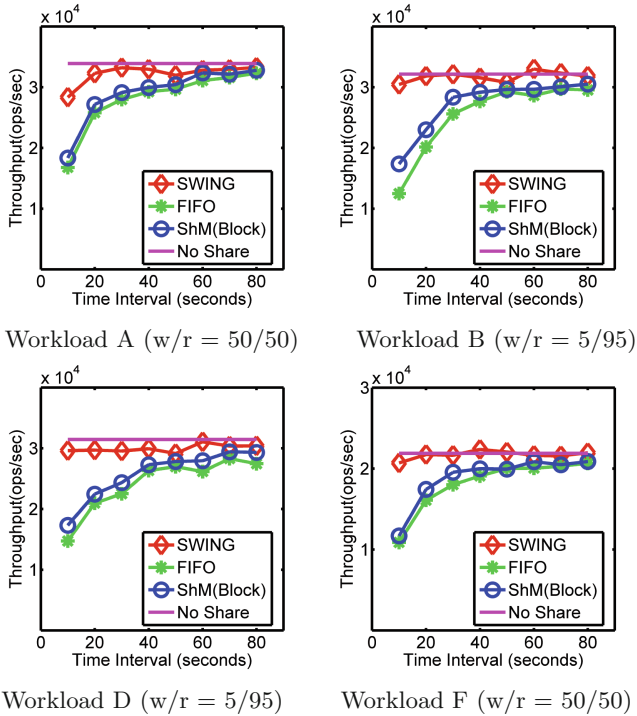 x 10^4
Throughput(ops/sec)
3
2
1
0 20 40 60 80
Time Interval (seconds)
SWING
FIFO
ShM(Block)
No Share
Workload A (w/r = 50/50)
x 10^4
Throughput(ops/sec)
3
2
1
0 20 40 60 80
Time Interval (seconds)
SWING
FIFO
ShM(Block)
No Share
Workload B (w/r = 5/95)
x 10^4
Throughput(ops/sec)
3
2
1
0 20 40 60 80
Time Interval (seconds)
SWING
FIFO
ShM(Block)
No Share
Workload D (w/r = 5/95)
x 10^4
Throughput(ops/sec)
3
2
1
0 20 40 60 80
Time Interval (seconds)
SWING
FIFO
ShM(Block)
No Share
Workload F (w/r = 50/50)